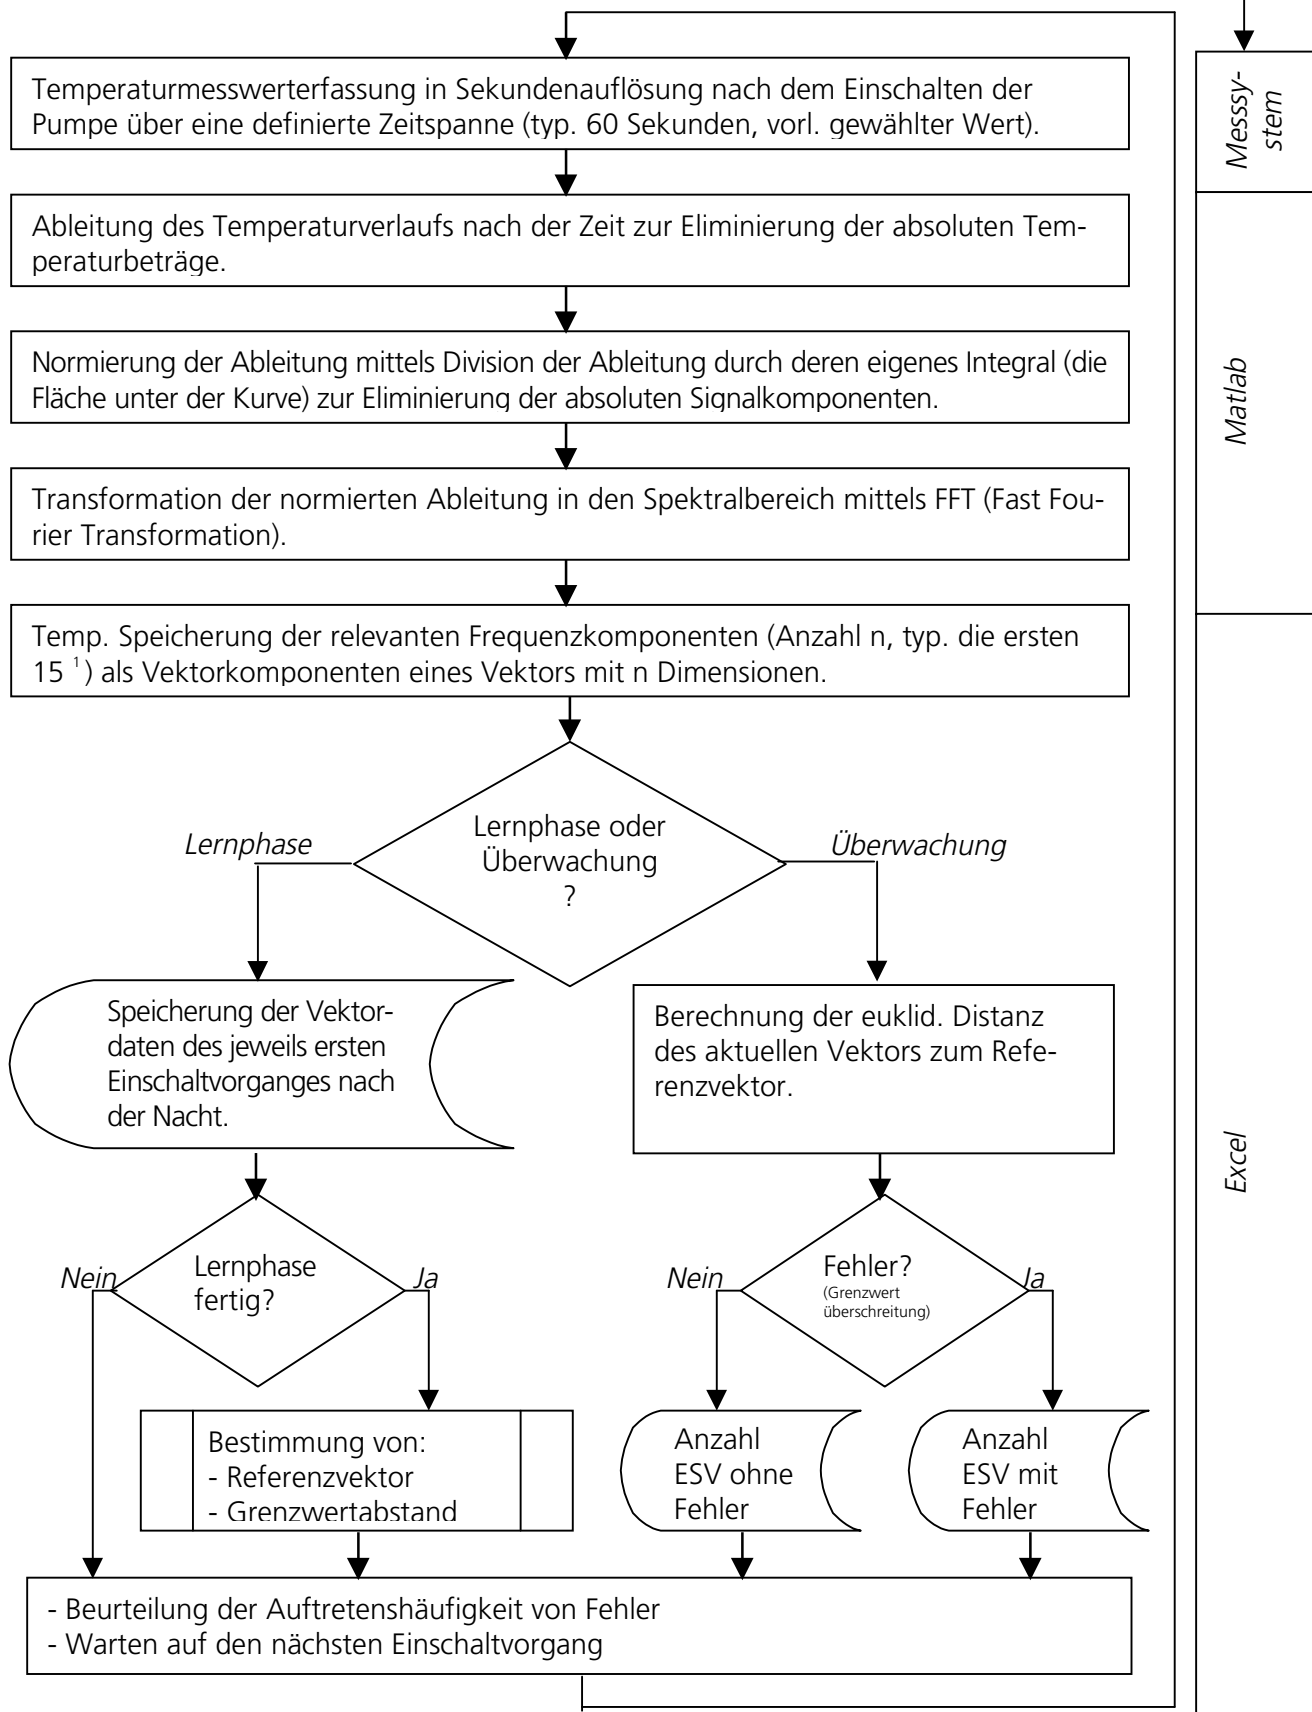 Temperaturmesswerterfassung in Sekundenauflösung nach dem Einschalten der
Pumpe über eine definierte Zeitspanne (typ. 60 Sekunden, vorl. gewählter Wert).
Messsy-
stem
Ableitung des Temperaturverlaufs nach der Zeit zur Eliminierung der absoluten Tem-
peraturbeträge.
Normierung der Ableitung mittels Division der Ableitung durch deren eigenes Integral (die
Fläche unter der Kurve) zur Eliminierung der absoluten Signalkomponenten.
Matlab
Transformation der normierten Ableitung in den Spektralbereich mittels FFT (Fast Fou-
rier Transformation).
Temp. Speicherung der relevanten Frequenzkomponenten (Anzahl n, typ. die ersten
15 ¹) als Vektorkomponenten eines Vektors mit n Dimensionen.
Lernphase oder
Überwachung
?
Lernphase
Überwachung
Speicherung der Vektor-
daten des jeweils ersten
Einschaltvorganges nach
der Nacht.
Berechnung der euklid. Distanz
des aktuellen Vektors zum Refe-
renzvektor.
Excel
Lernphase
fertig?
Nein
Ja
Fehler?
(Grenzwert
überschreitung)
Nein
Ja
Bestimmung von:
- Referenzvektor
- Grenzwertabstand
Anzahl
ESV ohne
Fehler
Anzahl
ESV mit
Fehler
- Beurteilung der Auftretenshäufigkeit von Fehler
- Warten auf den nächsten Einschaltvorgang